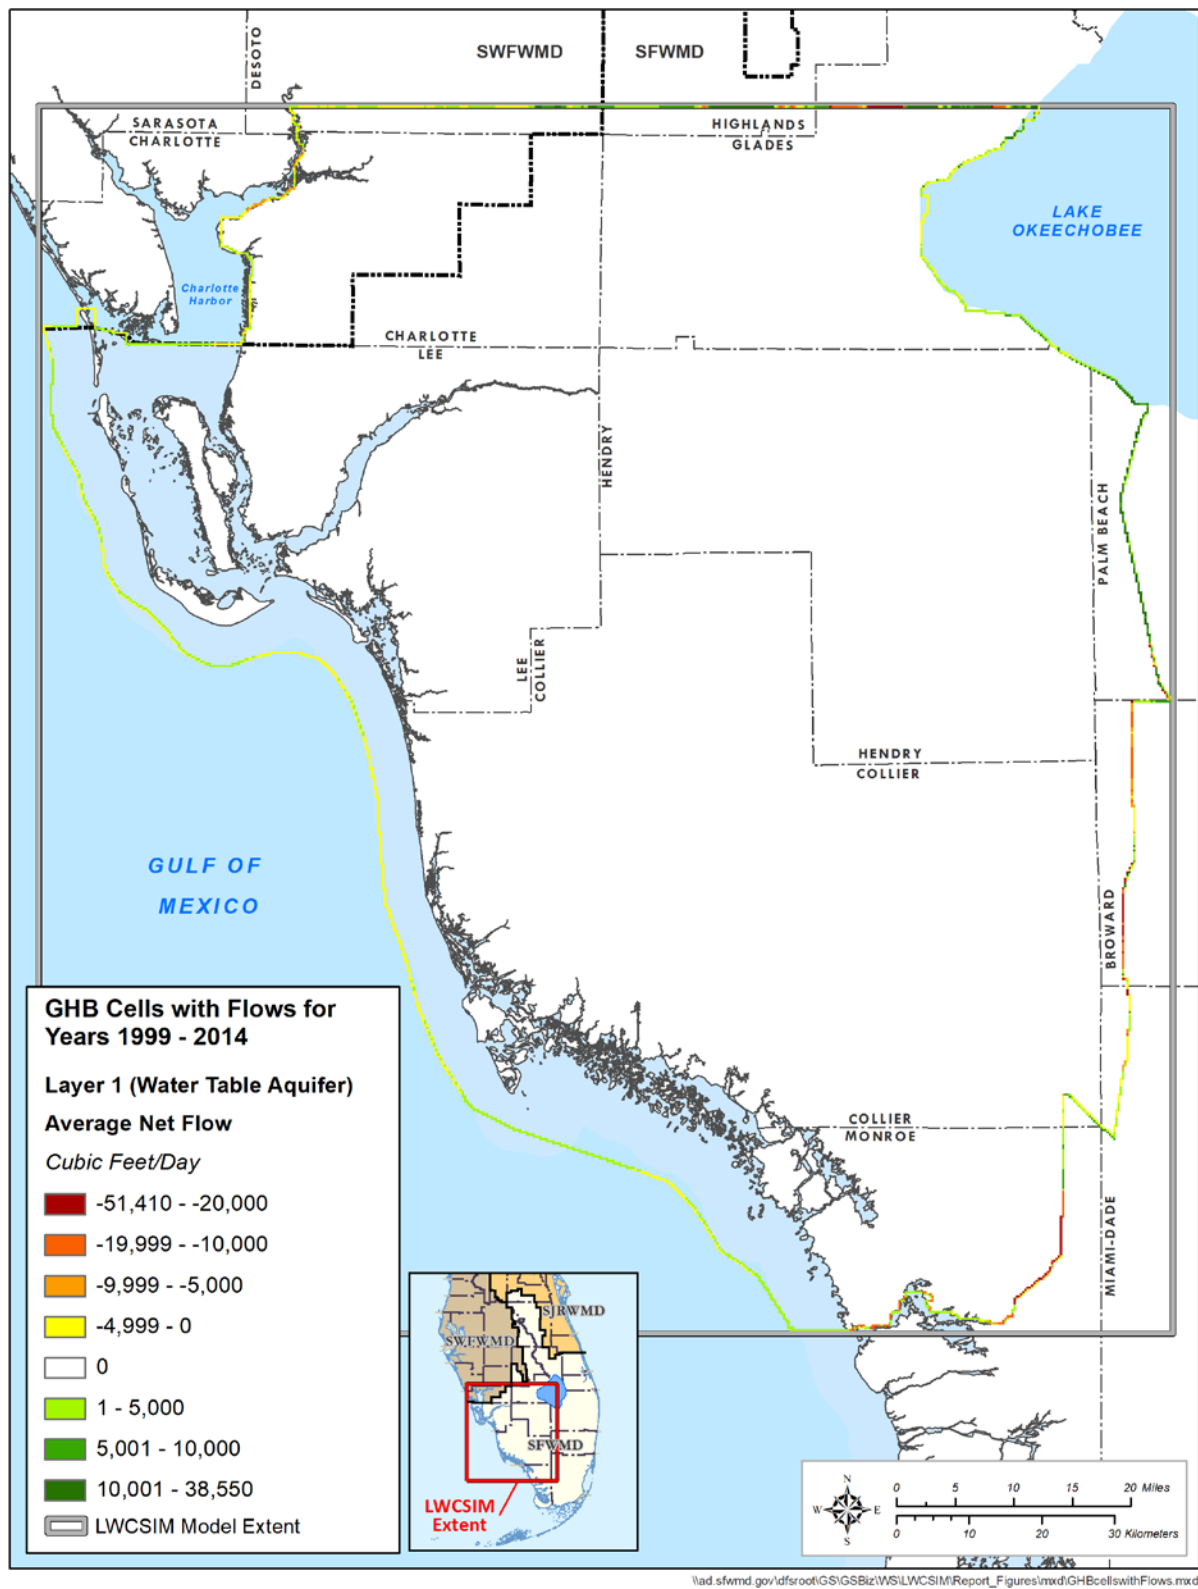 DESOTO
SWFWMD
SFWMD
SARASOTA
CHARLOTTE
HIGHLANDS
GLADES
LAKE
OKEECHOBEE
Charlotte
Harbor
CHARLOTTE
LEE
HENDRY
PALM BEACH
LEE
COLLIER
HENDRY
COLLIER
GULF OF
MEXICO
BROWARD
COLLIER
MONROE
MIAMI-DADE
GHB Cells with Flows for
Years 1999 - 2014
Layer 1 (Water Table Aquifer)
Average Net Flow
Cubic Feet/Day
-51,410 - -20,000
-19,999 - -10,000
-9,999 - -5,000
-4,999 - 0
0
1 - 5,000
5,001 - 10,000
10,001 - 38,550
LWCSIM Model Extent
SJRWMD
SWFWMD
SFWMD
LWCSIM
Extent
N
W E
S
0 5 10 15 20 Miles
0 10 20 30 Kilometers
\\ad.sfwmd.gov\dfsroot\GS\GSBiz\WS\LWCSIM\Report_Figures\mxd\GHBcellswithFlows.mxd